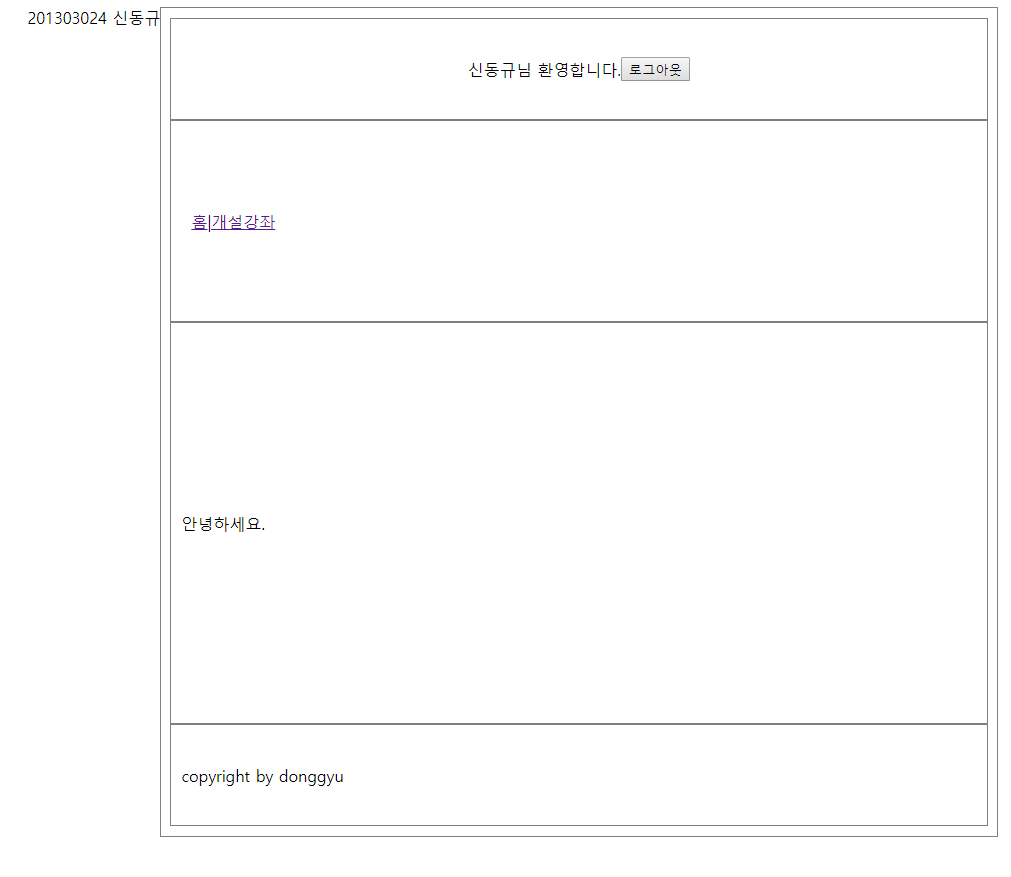 201303024 신동규
신동규님 환영합니다.로그아웃
홈|개설강좌
안녕하세요.
copyright by donggyu